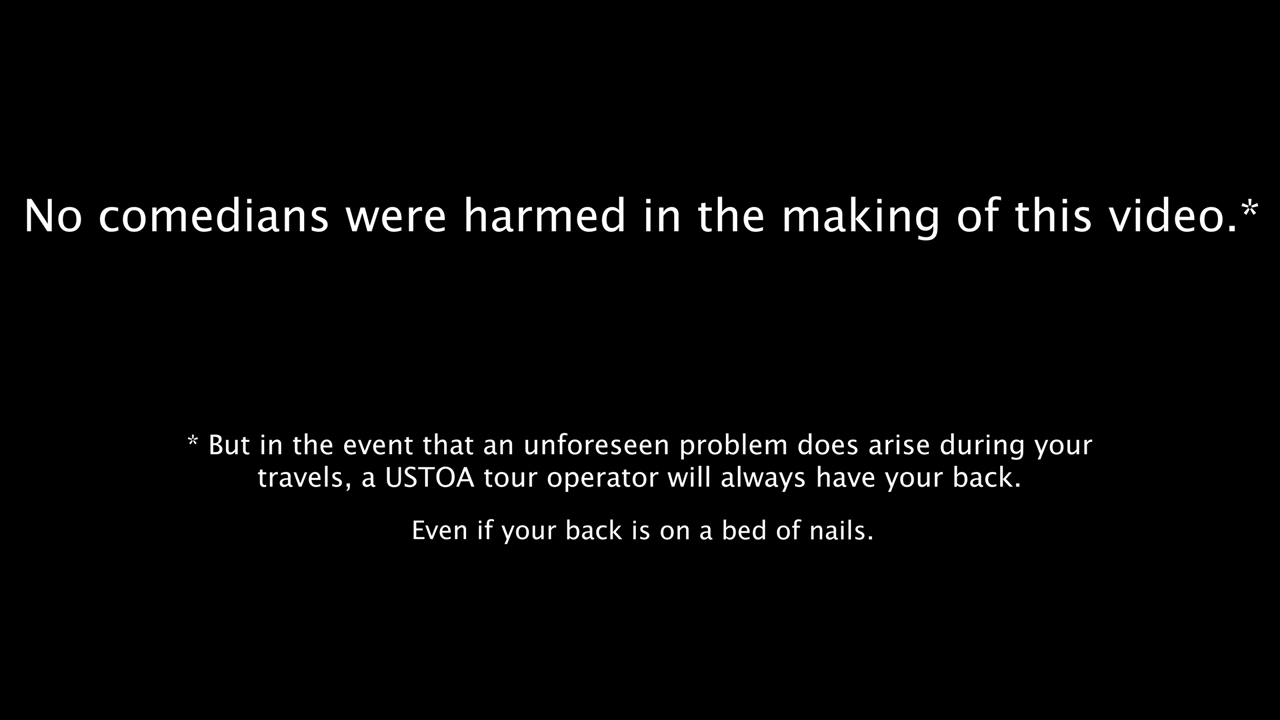 No comedians were harmed in the making of this video.*
* But in the event that an unforeseen problem does arise during your
travels, a USTOA tour operator will always have your back.
Even if your back is on a bed of nails.